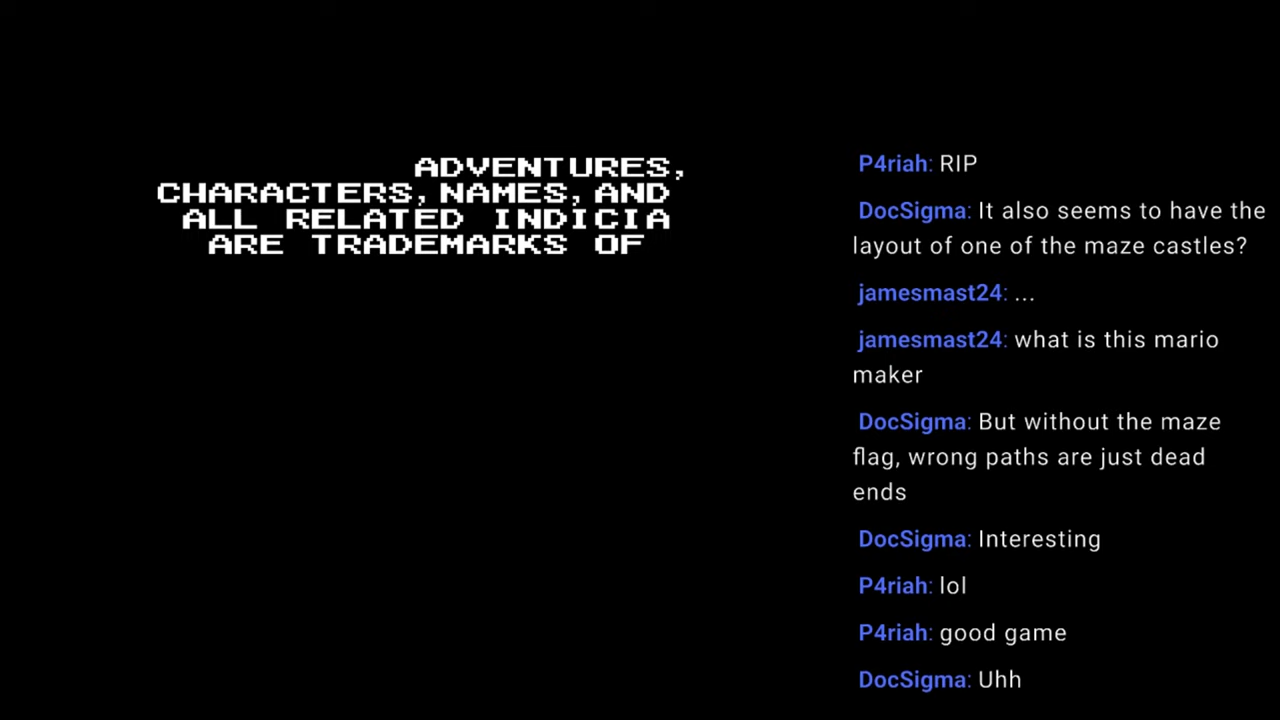 ADVENTURES,
CHARACTERS, NAMES, AND
ALL RELATED INDICIA
ARE TRADEMARKS OF
P4riah: RIP
DocSigma: It also seems to have the
layout of one of the maze castles?
jamesmast24: ...
jamesmast24: what is this mario
maker
DocSigma: But without the maze
flag, wrong paths are just dead
ends
DocSigma: Interesting
P4riah: lol
P4riah: good game
DocSigma: Uhh